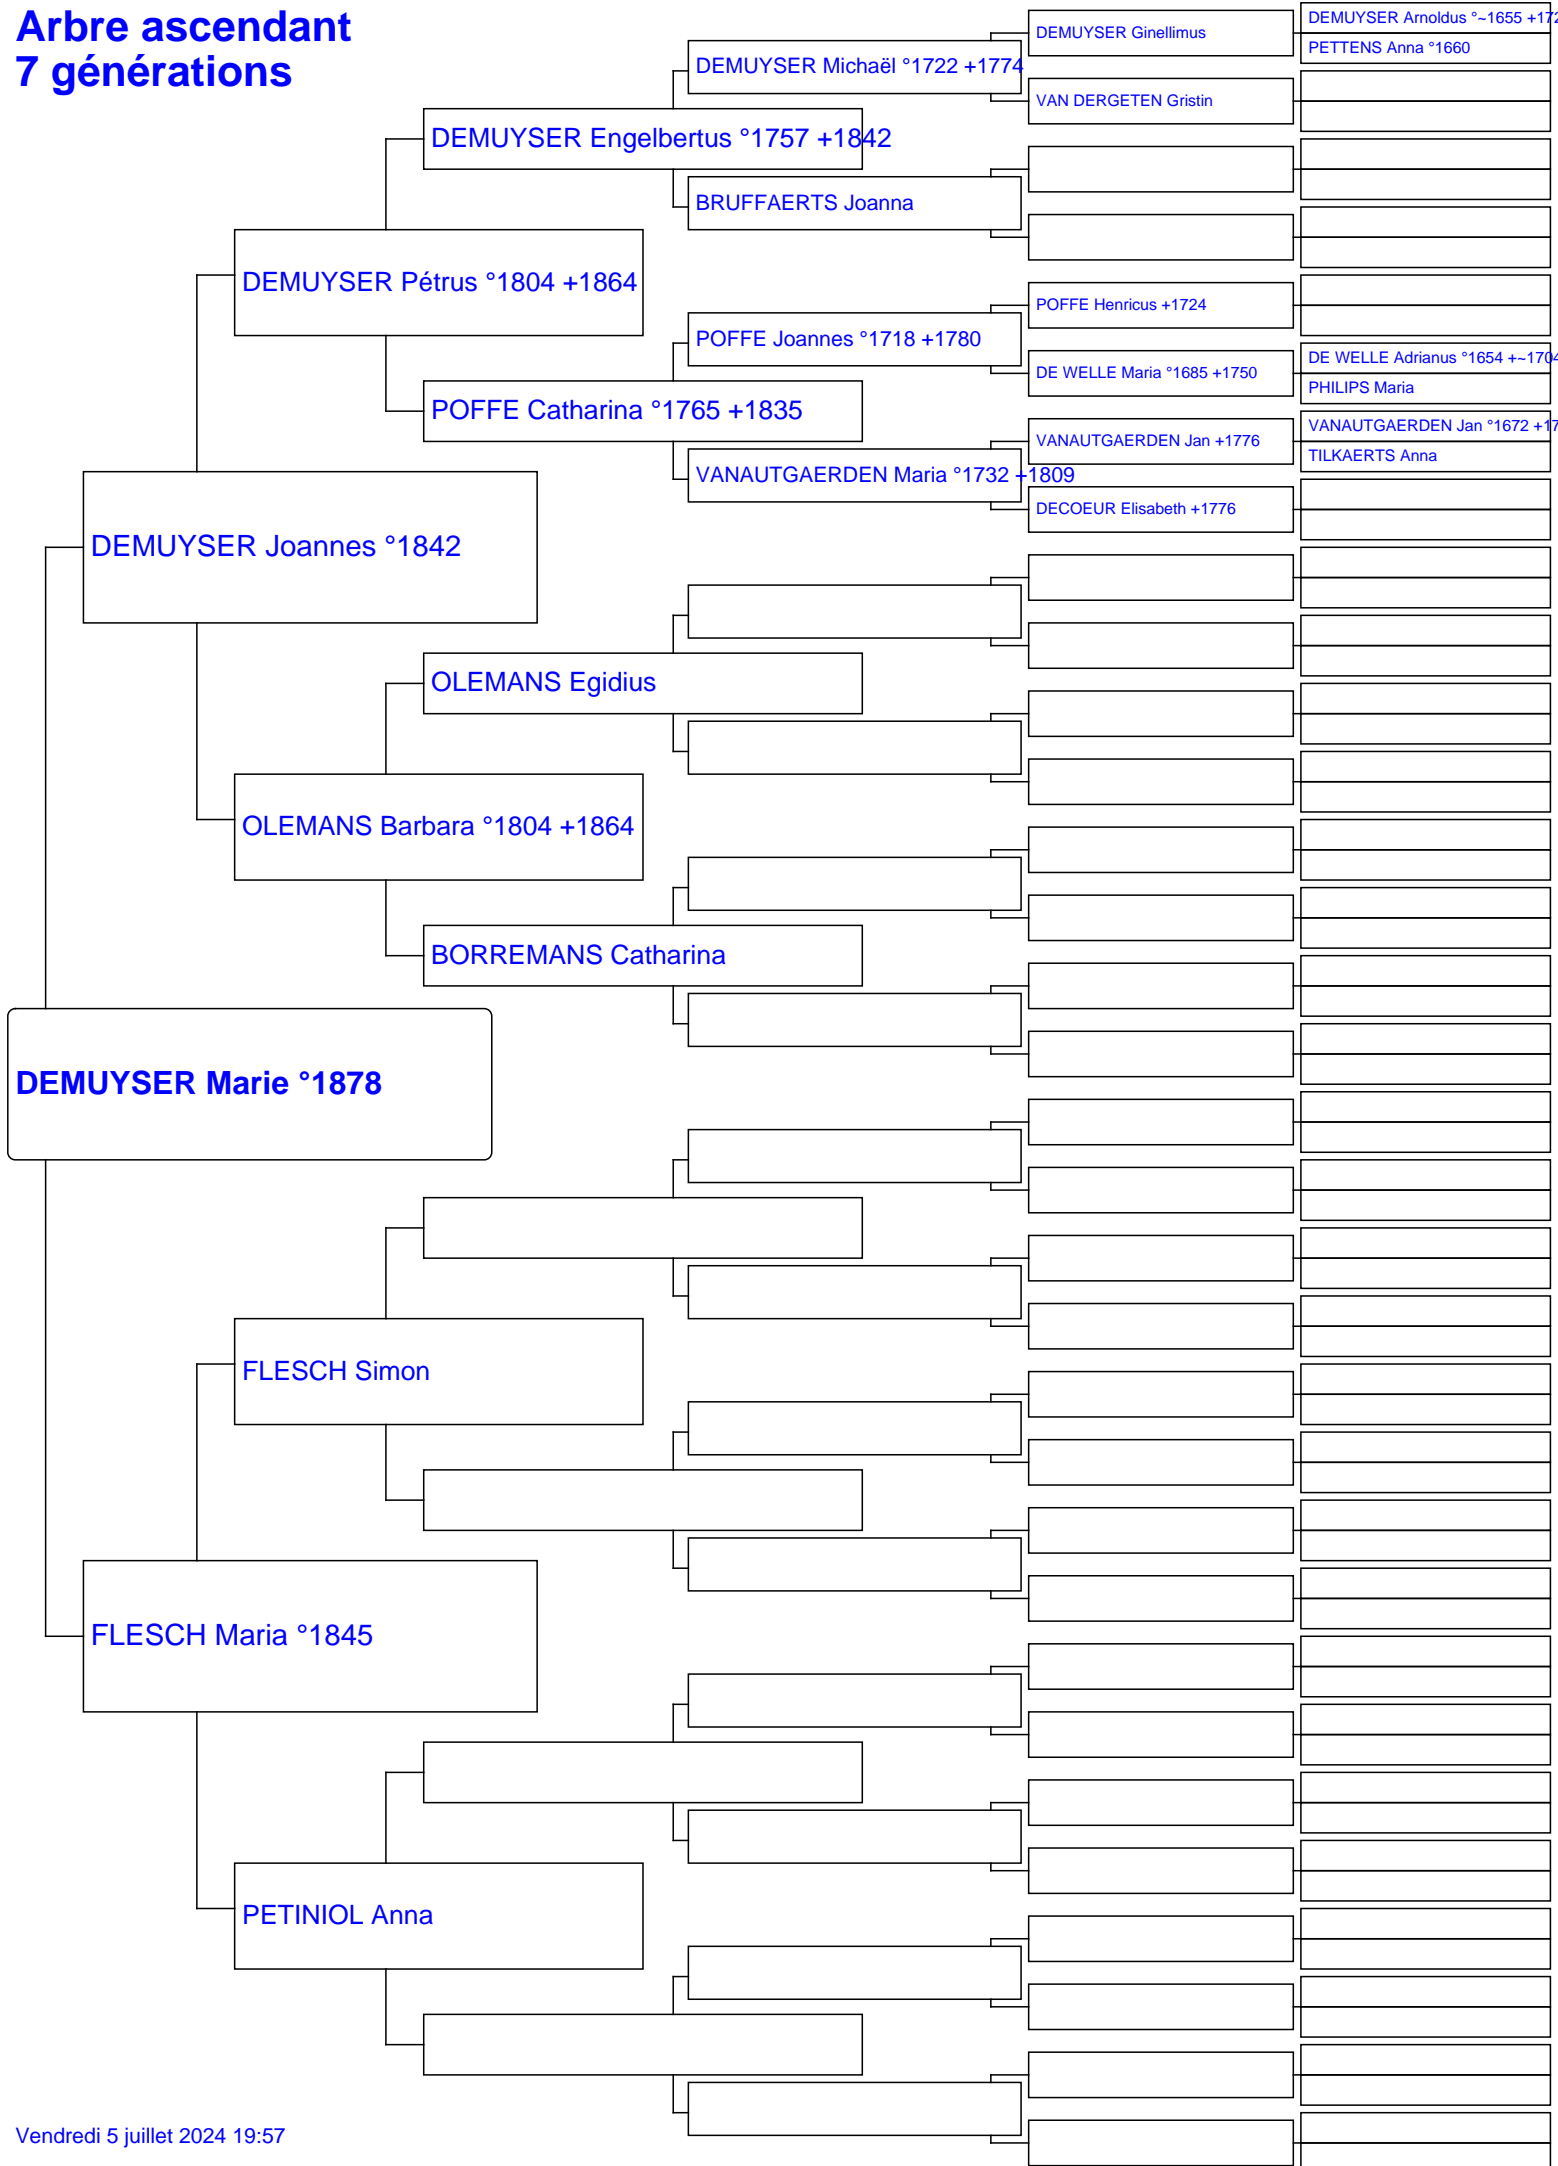 Arbre ascendant
7 générations
DEMUYSER Arnoldus °~1655
PETTENS Anna °1660
DEMUYSER Ginellimus
DEMUYSER Michaël °1722 +1774
VAN DERGETEN Gristin
DEMUYSER Engelbertus °1757 +1842
BRUFFAERTS Joanna
DEMUYSER Pétrus °1804 +1864
POFFE Henricus +1724
POFFE Joannes °1718 +1780
DE WELLE Adrianus °1654 +~1704
DE WELLE Maria °1685 +1750
PHILIPS Maria
POFFE Catharina °1765 +1835
VANAUTGAERDEN Jan °1672
VANAUTGAERDEN Jan +1776
TILKAERTS Anna
VANAUTGAERDEN Maria °1732 +1809
DECOEUR Elisabeth +1776
DEMUYSER Joannes °1842
OLEMANS Egidius
OLEMANS Barbara °1804 +1864
BORREMANS Catharina
DEMUYSER Marie °1878
FLESCH Simon
FLESCH Maria °1845
PETINIOL Anna
Vendredi 5 juillet 2024 19:57